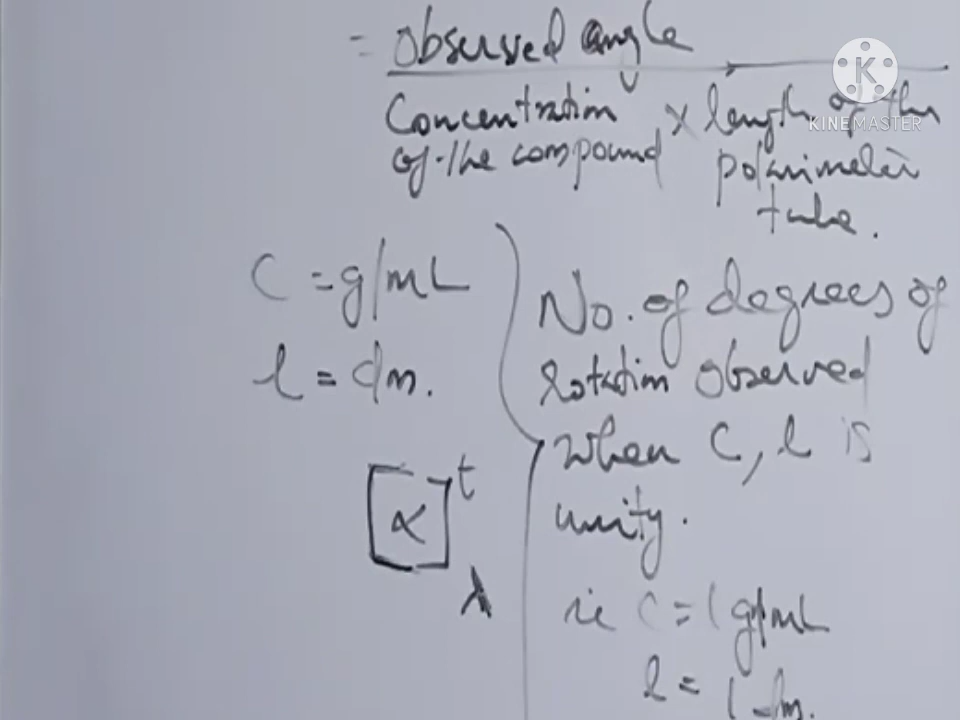 = Observed angle
Concentration × length of the
of the compound polarimeter
tube.
C = g/mL
l = dm.
No. of degrees of
rotation observed
when C, l is
unity.
[α]^t_λ
ie C = 1 g/mL
l = 1 dm.
KINEMASTER